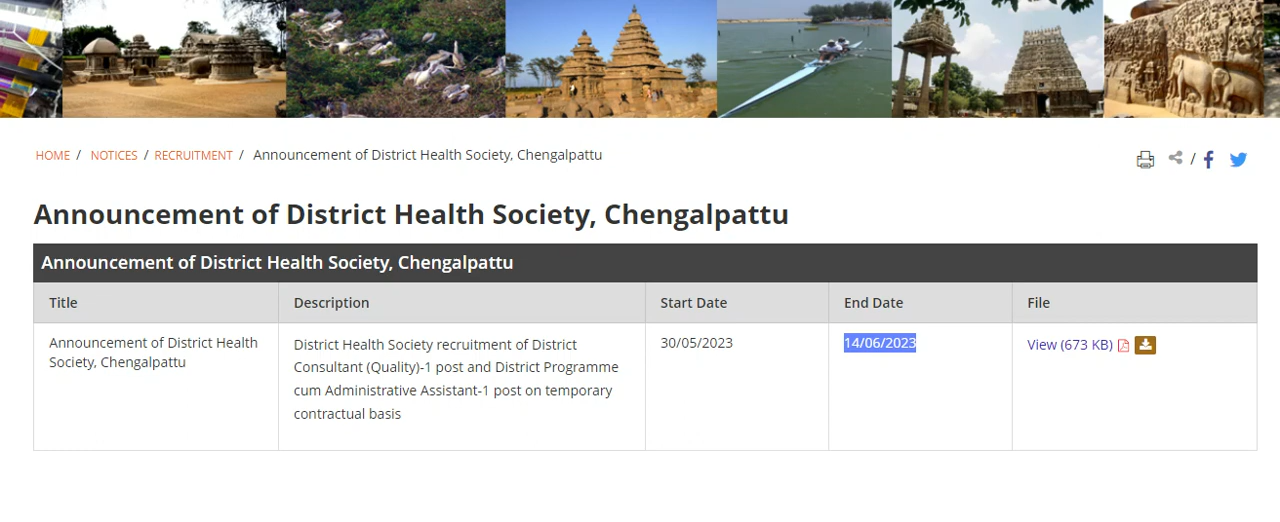 HOME / NOTICES / RECRUITMENT / Announcement of District Health Society, Chengalpattu
/
Announcement of District Health Society, Chengalpattu
Announcement of District Health Society, Chengalpattu
Title Description Start Date End Date File
Announcement of District Health
Society, Chengalpattu
District Health Society recruitment of District
Consultant (Quality)-1 post and District Programme
cum Administrative Assistant-1 post on temporary
contractual basis
30/05/2023
14/06/2023
View (673 KB)